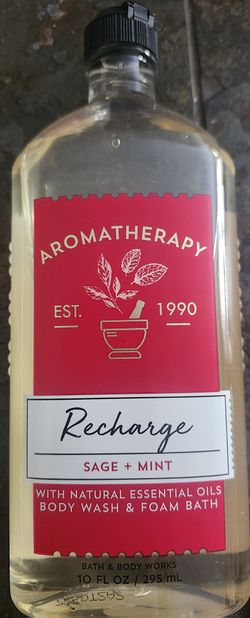 AROMATHERAPY
EST. 1990
Recharge
SAGE + MINT
WITH NATURAL ESSENTIAL OILS
BODY WASH & FOAM BATH
BATH & BODY WORKS
10 FL OZ / 295 mL